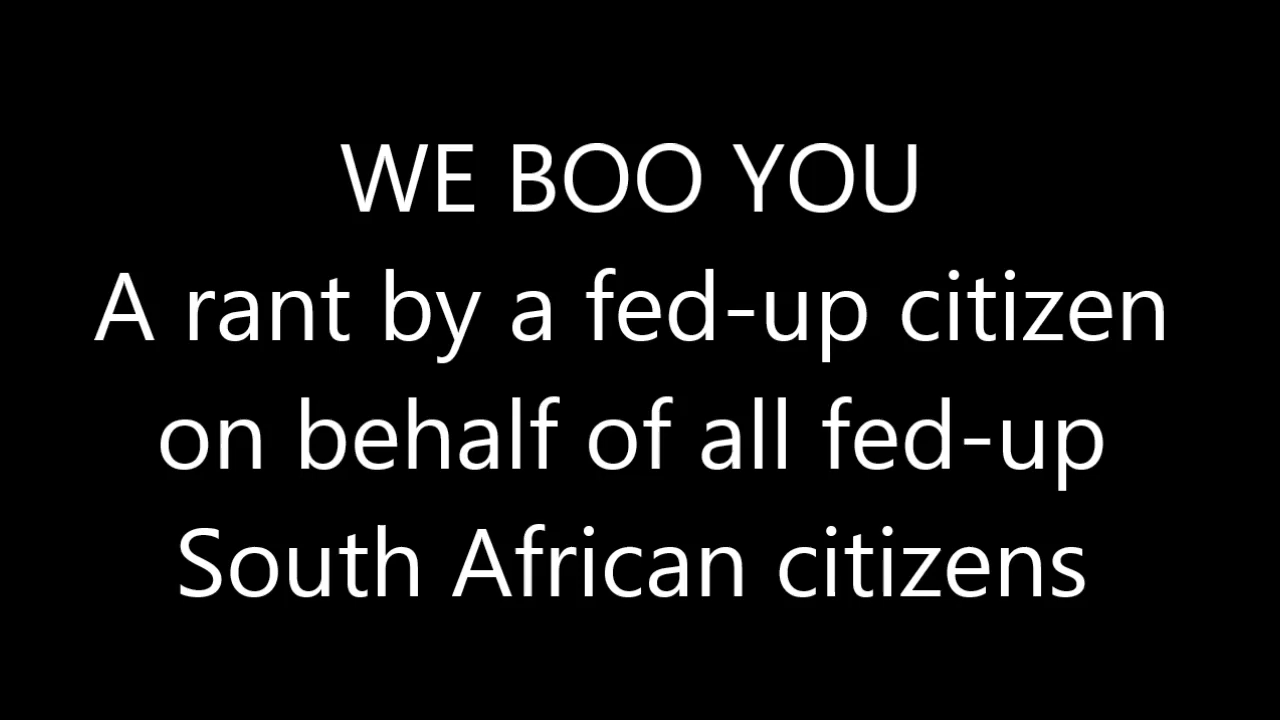 WE BOO YOU
A rant by a fed-up citizen
on behalf of all fed-up
South African citizens